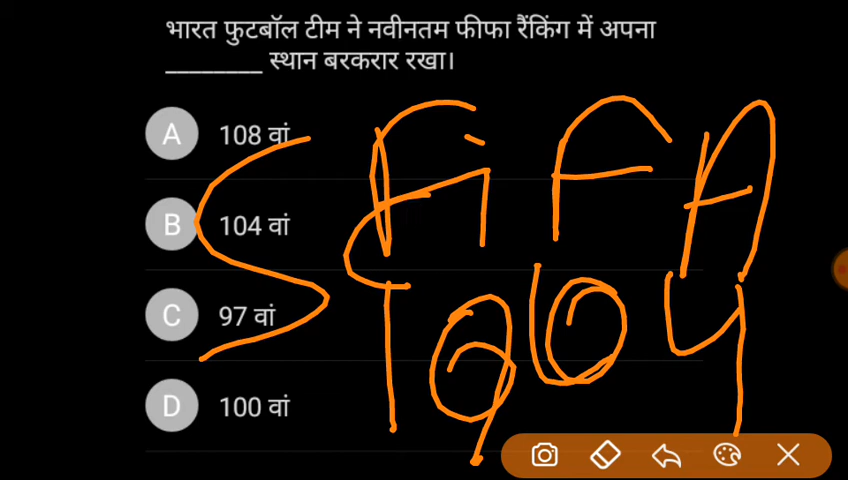 भारत फुटबॉल टीम ने नवीनतम फीफा रैंकिंग में अपना
________ स्थान बरकरार रखा।
A 108 वां
B 104 वां
C 97 वां
D 100 वां
FiFA
1904